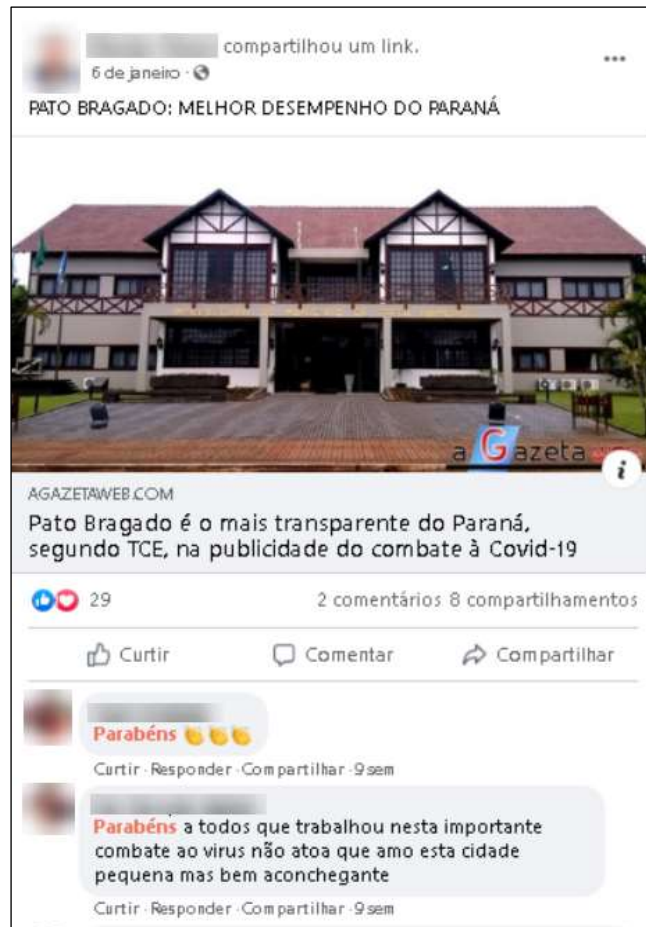 compartilhou um link.
6 de janeiro ·
PATO BRAGADO: MELHOR DESEMPENHO DO PARANÁ
a Gazeta
i
AGAZETAWEB.COM
Pato Bragado é o mais transparente do Paraná,
segundo TCE, na publicidade do combate à Covid-19
29
2 comentários 8 compartilhamentos
Curtir Comentar Compartilhar
Parabéns 👏👏👏
Curtir · Responder · Compartilhar · 9 sem
Parabéns a todos que trabalhou nesta importante
combate ao virus não atoa que amo esta cidade
pequena mas bem aconchegante
Curtir · Responder · Compartilhar · 9 sem